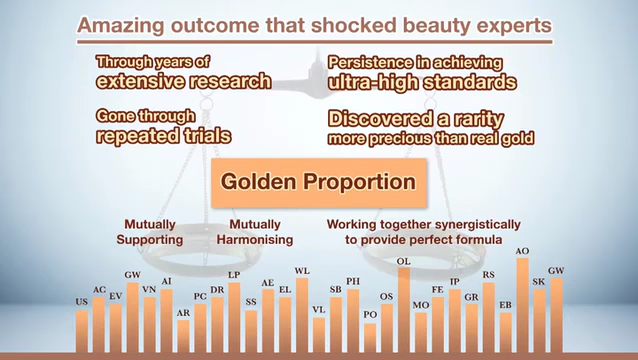 Amazing outcome that shocked beauty experts
Through years of
extensive research
Persistence in achieving
ultra-high standards
Gone through
repeated trials
Discovered a rarity
more precious than real gold
Golden Proportion
Mutually
Supporting
Mutually
Harmonising
Working together synergistically
to provide perfect formula
US
AC
EV
GW
VN
AI
AR
PC
DR
LP
SS
AE
EL
WL
VL
SB
PH
PO
OS
OL
MO
FE
IP
GR
RS
EB
AO
SK
GW